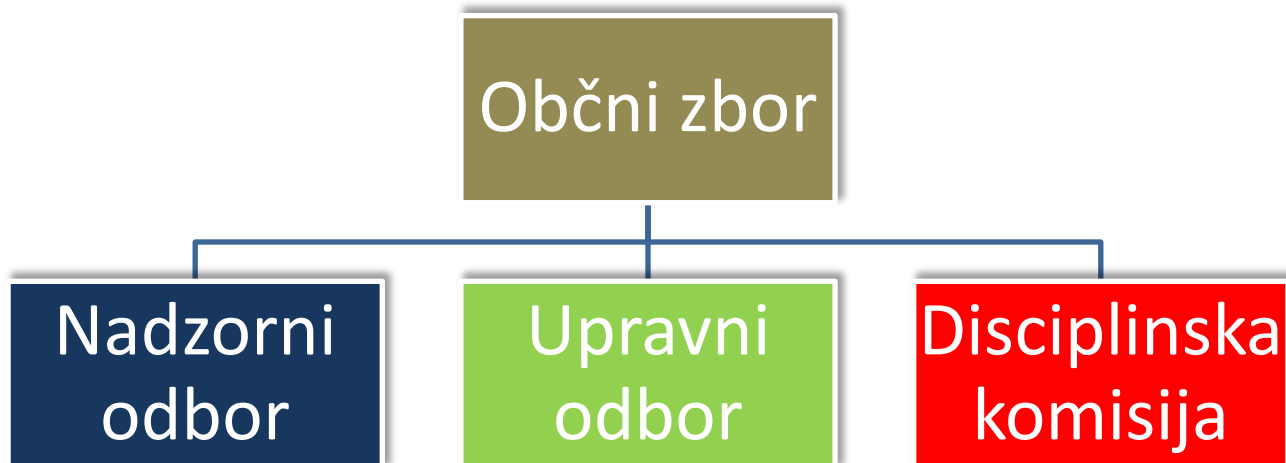 Občni zbor
Nadzorni
odbor
Upravni
odbor
Disciplinska
komisija